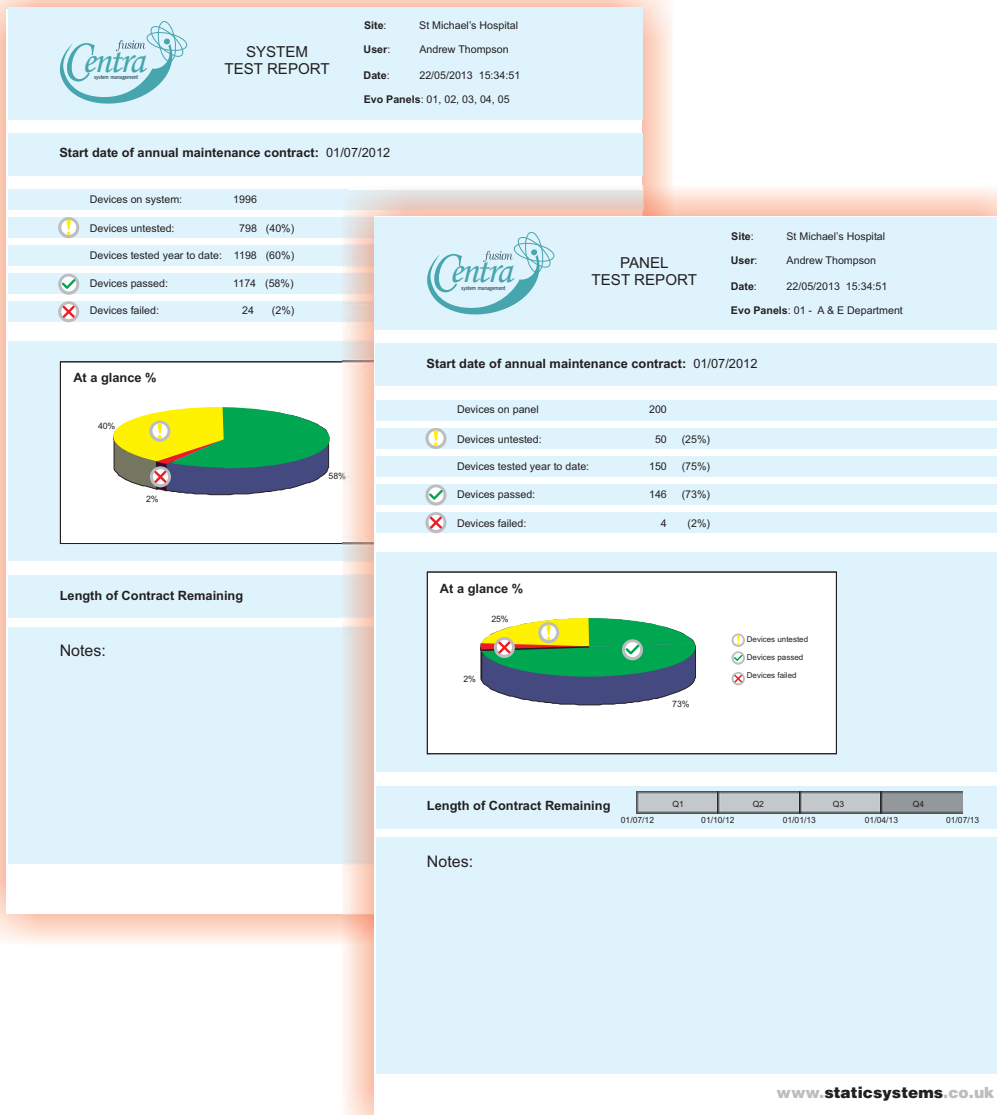 fusion
Centra
system management
SYSTEM
TEST REPORT
Site: St Michael's Hospital
User: Andrew Thompson
Date: 22/05/2013 15:34:51
Evo Panels: 01, 02, 03, 04, 05
Start date of annual maintenance contract: 01/07/2012
Devices on system: 1996
Devices untested: 798 (40%)
Devices tested year to date: 1198 (60%)
Devices passed: 1174 (58%)
Devices failed: 24 (2%)
At a glance %
40%
58%
2%
Length of Contract Remaining
Notes:
fusion
Centra
system management
PANEL
TEST REPORT
Site: St Michael's Hospital
User: Andrew Thompson
Date: 22/05/2013 15:34:51
Evo Panels: 01 - A & E Department
Start date of annual maintenance contract: 01/07/2012
Devices on panel 200
Devices untested: 50 (25%)
Devices tested year to date: 150 (75%)
Devices passed: 146 (73%)
Devices failed: 4 (2%)
At a glance %
25%
2%
73%
Devices untested
Devices passed
Devices failed
Length of Contract Remaining
Q1 Q2 Q3 Q4
01/07/12 01/10/12 01/01/13 01/04/13 01/07/13
Notes:
www.staticsystems.co.uk